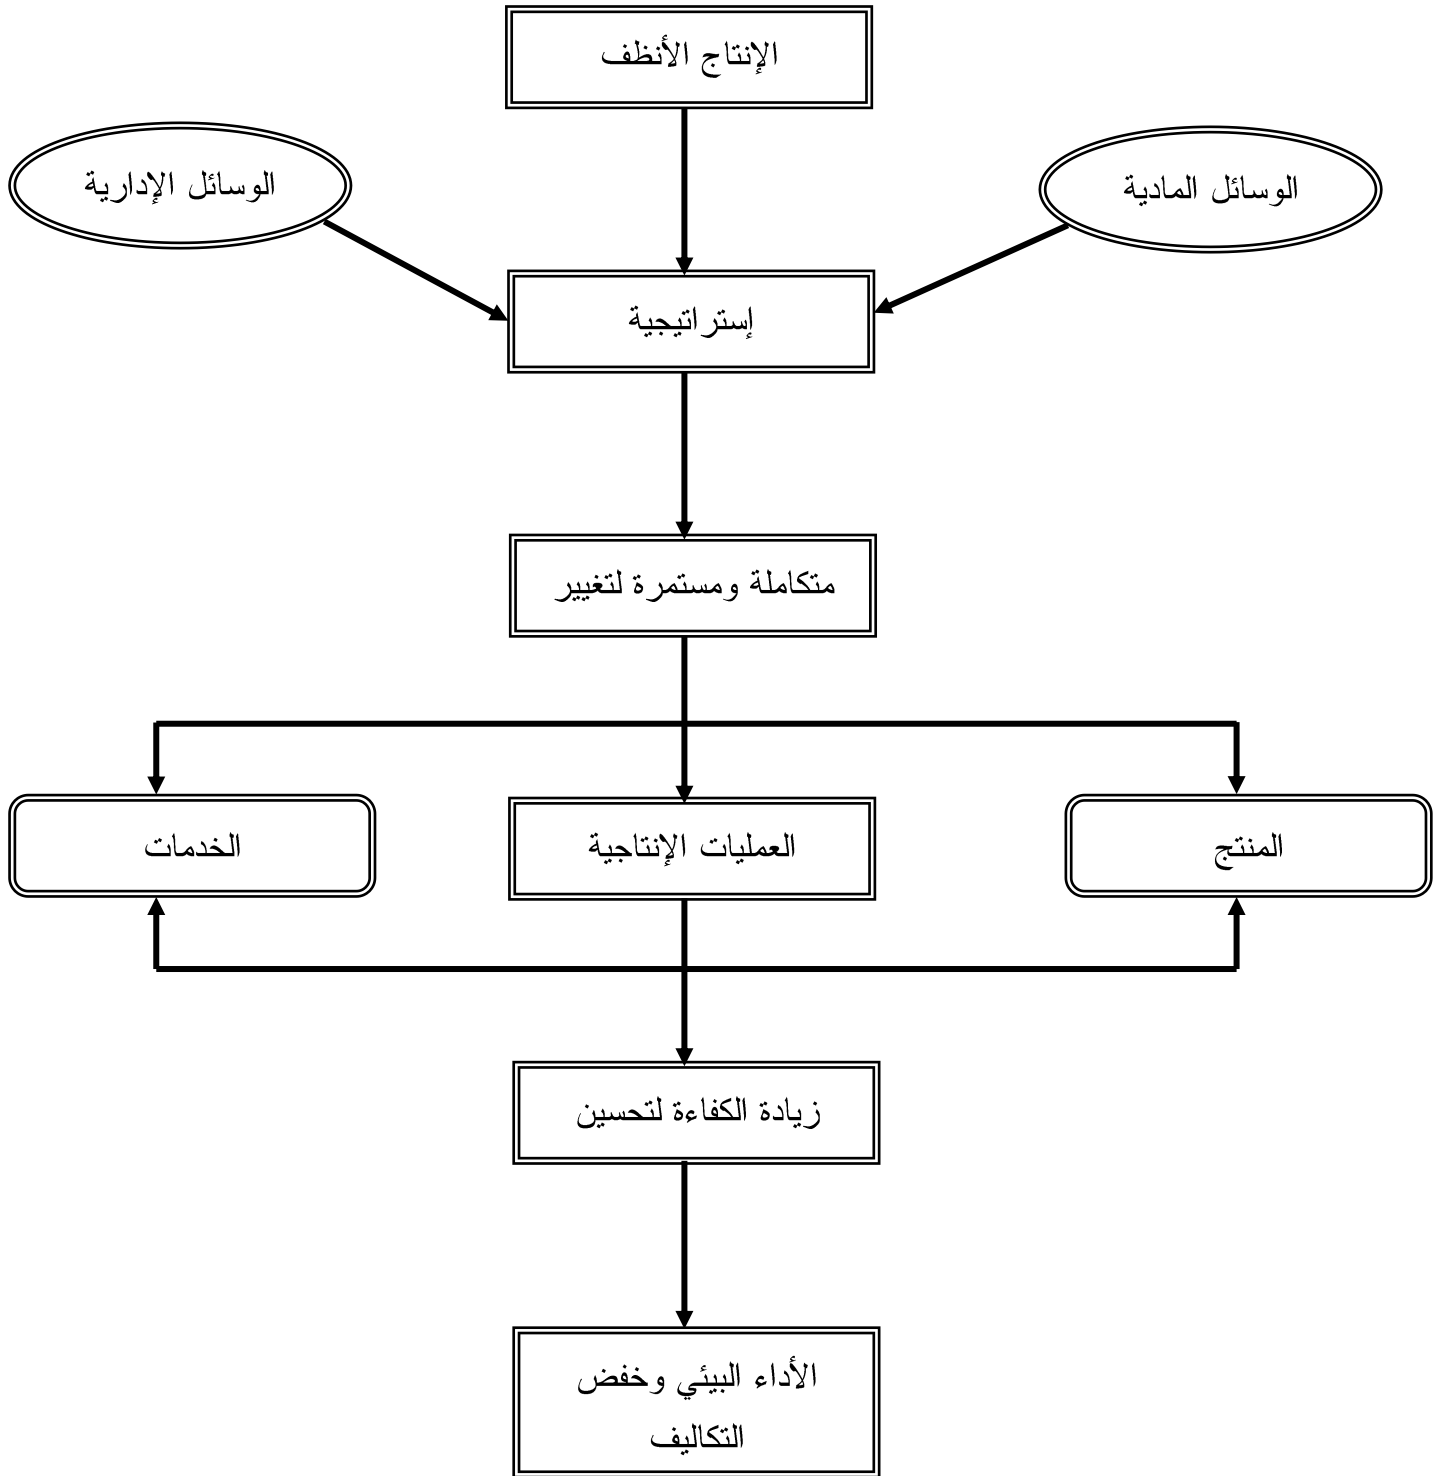 الإنتاج الأنظف
الوسائل المادية
الوسائل الإدارية
إستراتيجية
متكاملة ومستمرة لتغيير
المنتج
العمليات الإنتاجية
الخدمات
زيادة الكفاءة لتحسين
الأداء البيئي وخفض
التكاليف